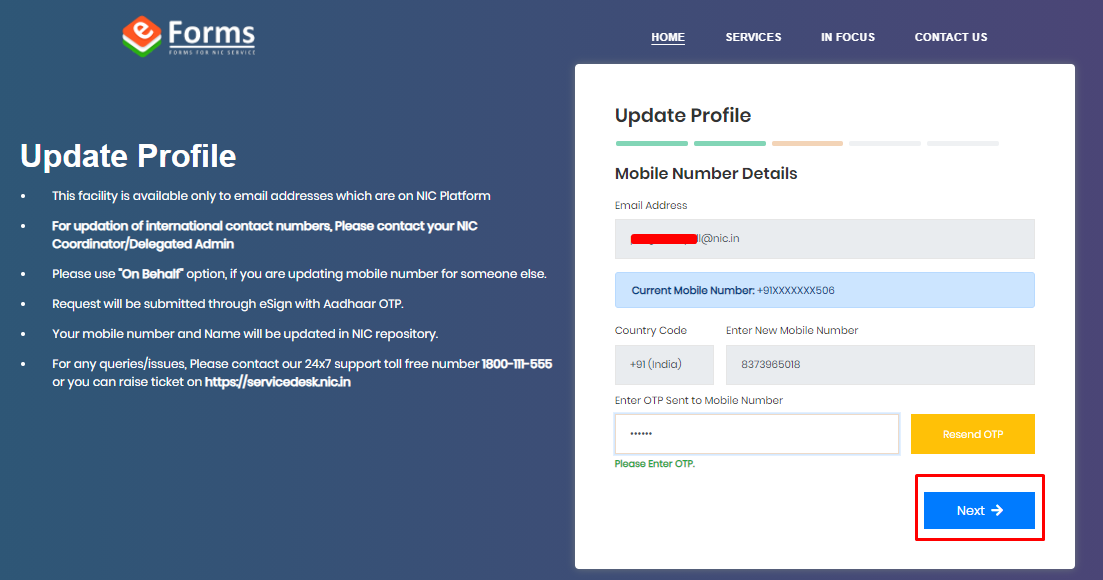 e Forms
FORMS FOR NIC SERVICE
HOME SERVICES IN FOCUS CONTACT US
Update Profile
• This facility is available only to email addresses which are on NIC Platform
• For updation of international contact numbers, Please contact your NIC
Coordinator/Delegated Admin
• Please use "On Behalf" option, if you are updating mobile number for someone else.
• Request will be submitted through eSign with Aadhaar OTP.
• Your mobile number and Name will be updated in NIC repository.
• For any queries/issues, Please contact our 24x7 support toll free number 1800-111-555
or you can raise ticket on https://servicedesk.nic.in
Update Profile
Mobile Number Details
Email Address
@nic.in
Current Mobile Number: +91XXXXXXX506
Country Code Enter New Mobile Number
+91 (India) 8373965018
Enter OTP Sent to Mobile Number
•••••• Resend OTP
Please Enter OTP.
Next →